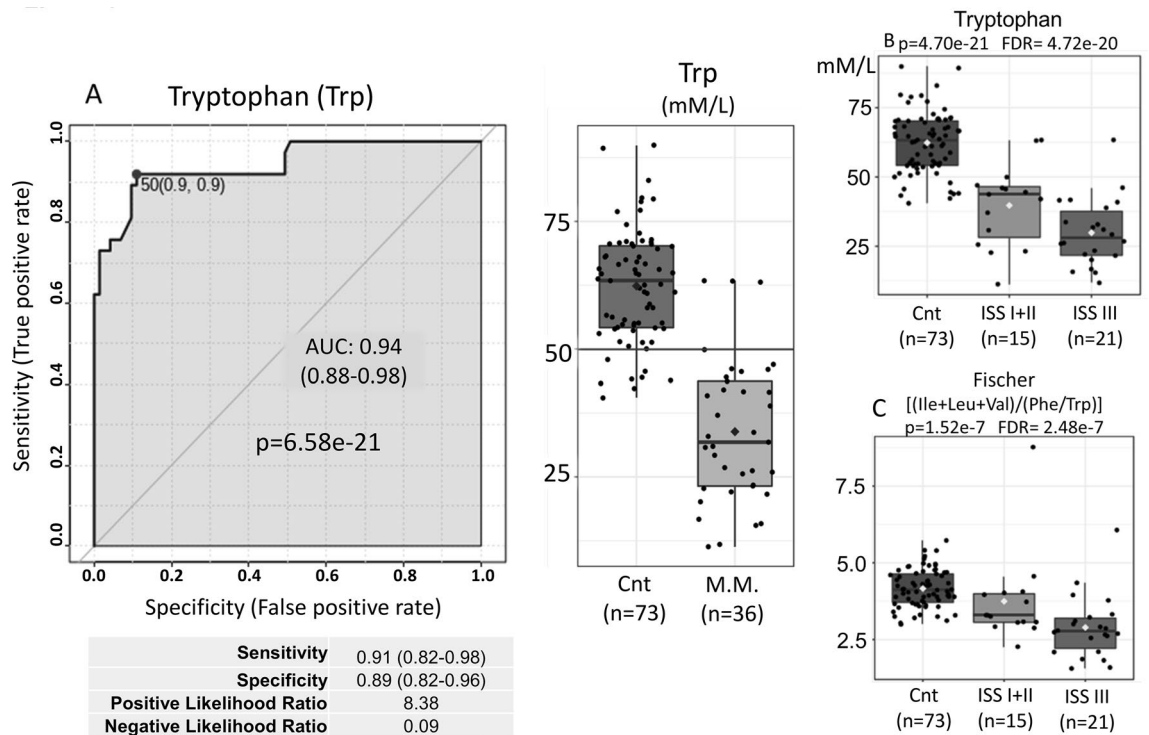 A
Tryptophan (Trp)
Sensitivity (True positive rate)
1.0
0.8
0.6
0.4
0.2
0.0
50(0.9, 0.9)
AUC: 0.94
(0.88-0.98)
p=6.58e-21
0.0 0.2 0.4 0.6 0.8 1.0
Specificity (False positive rate)
Sensitivity 0.91 (0.82-0.98)
Specificity 0.89 (0.82-0.96)
Positive Likelihood Ratio 8.38
Negative Likelihood Ratio 0.09
Trp
(mM/L)
75
50
25
Cnt M.M.
(n=73) (n=36)
Tryptophan
B p=4.70e-21 FDR= 4.72e-20
mM/L
75
50
25
Cnt ISS I+II ISS III
(n=73) (n=15) (n=21)
Fischer
C [(Ile+Leu+Val)/(Phe/Trp)]
p=1.52e-7 FDR= 2.48e-7
7.5
5.0
2.5
Cnt ISS I+II ISS III
(n=73) (n=15) (n=21)